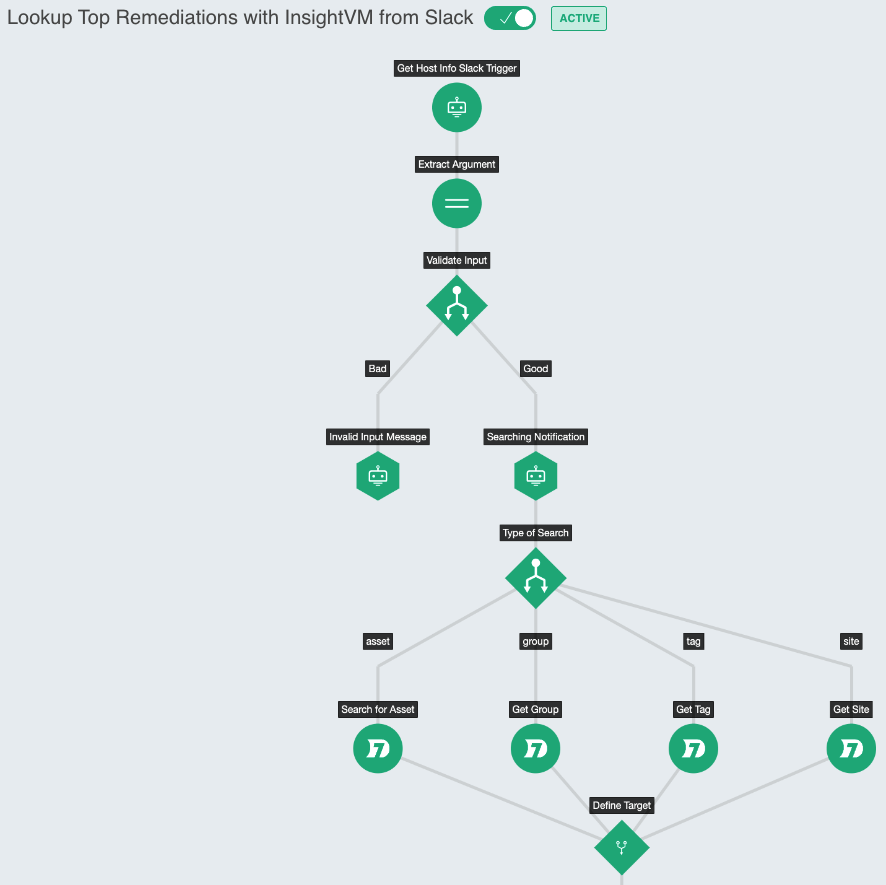 Lookup Top Remediations with InsightVM from Slack
ACTIVE
Get Host Info Slack Trigger
Extract Argument
Validate Input
Bad
Good
Invalid Input Message
Searching Notification
Type of Search
asset
group
tag
site
Search for Asset
Get Group
Get Tag
Get Site
Define Target